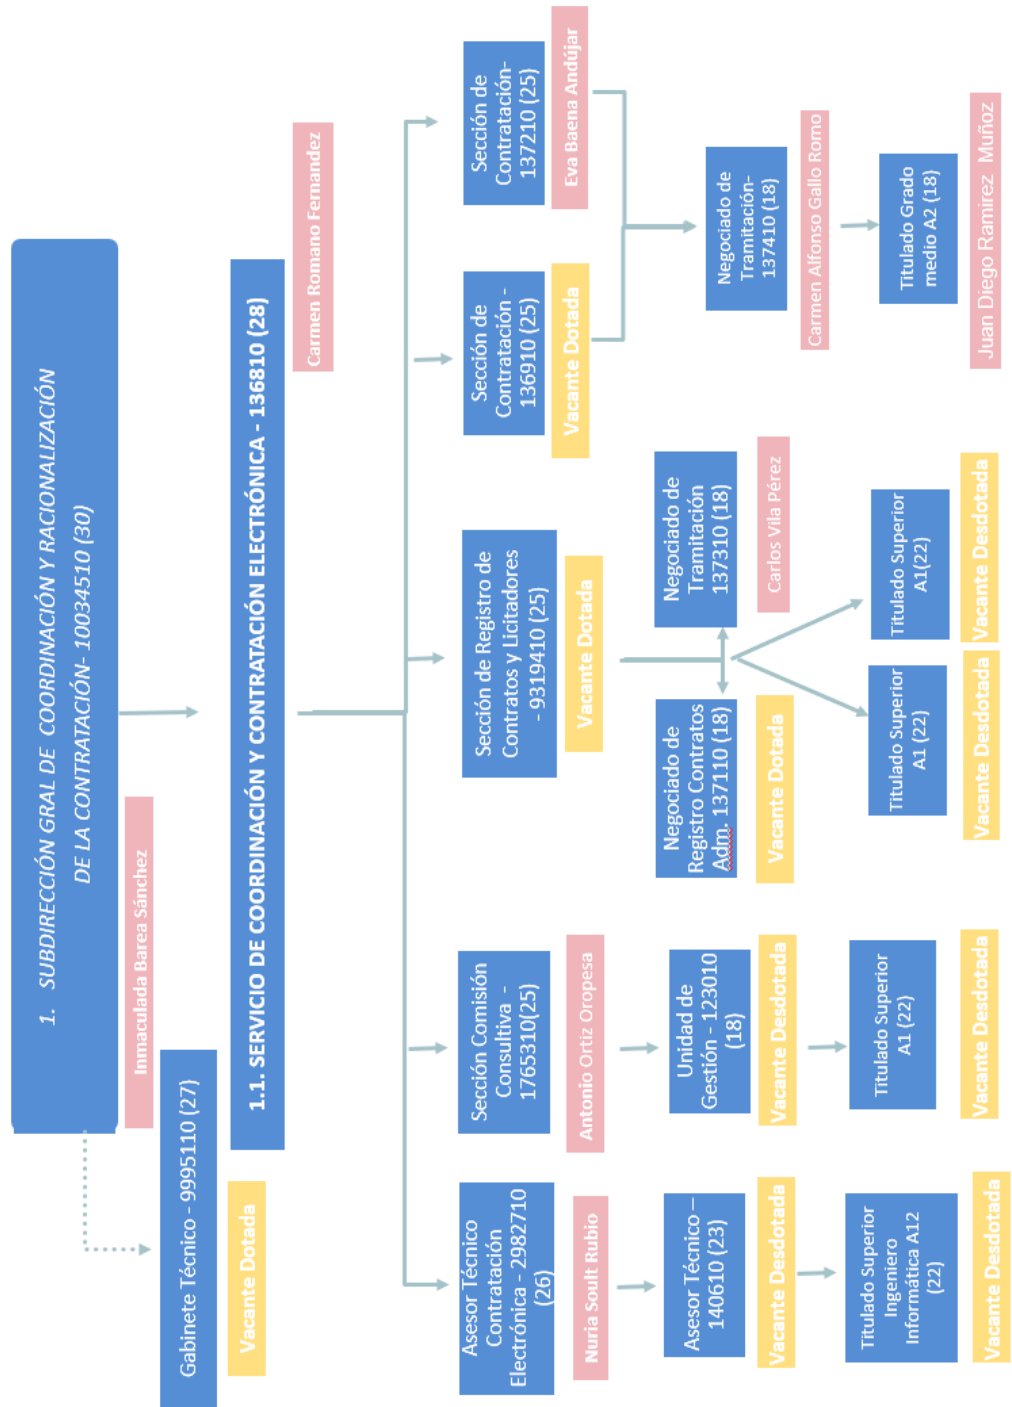 1. SUBDIRECCIÓN GRAL DE COORDINACIÓN Y RACIONALIZACIÓN
DE LA CONTRATACIÓN- 10034510 (30)
Inmaculada Barea Sánchez
Gabinete Técnico - 9995110 (27)
Vacante Dotada
1.1. SERVICIO DE COORDINACIÓN Y CONTRATACIÓN ELECTRÓNICA - 136810 (28)
Carmen Romano Fernandez
Asesor Técnico
Contratación
Electrónica - 2982710
(26)
Nuria Soult Rubio
Asesor Técnico –
140610 (23)
Vacante Desdotada
Titulado Superior
Ingeniero
Informática A12
(22)
Vacante Desdotada
Sección Comisión
Consultiva -
1765310(25)
Antonio Ortiz Oropesa
Unidad de
Gestión - 123010
(18)
Vacante Desdotada
Titulado Superior
A1 (22)
Vacante Desdotada
Sección de Registro de
Contratos y Licitadores
- 9319410 (25)
Vacante Dotada
Negociado de
Registro Contratos
Adm. 137110 (18)
Vacante Dotada
Negociado de
Tramitación
137310 (18)
Carlos Vila Pérez
Titulado Superior
A1 (22)
Vacante Desdotada
Titulado Superior
A1(22)
Vacante Desdotada
Sección de
Contratación -
136910 (25)
Vacante Dotada
Sección de
Contratación-
137210 (25)
Eva Baena Andújar
Negociado de
Tramitación-
137410 (18)
Carmen Alfonso Gallo Romo
Titulado Grado
medio A2 (18)
Juan Diego Ramirez Muñoz